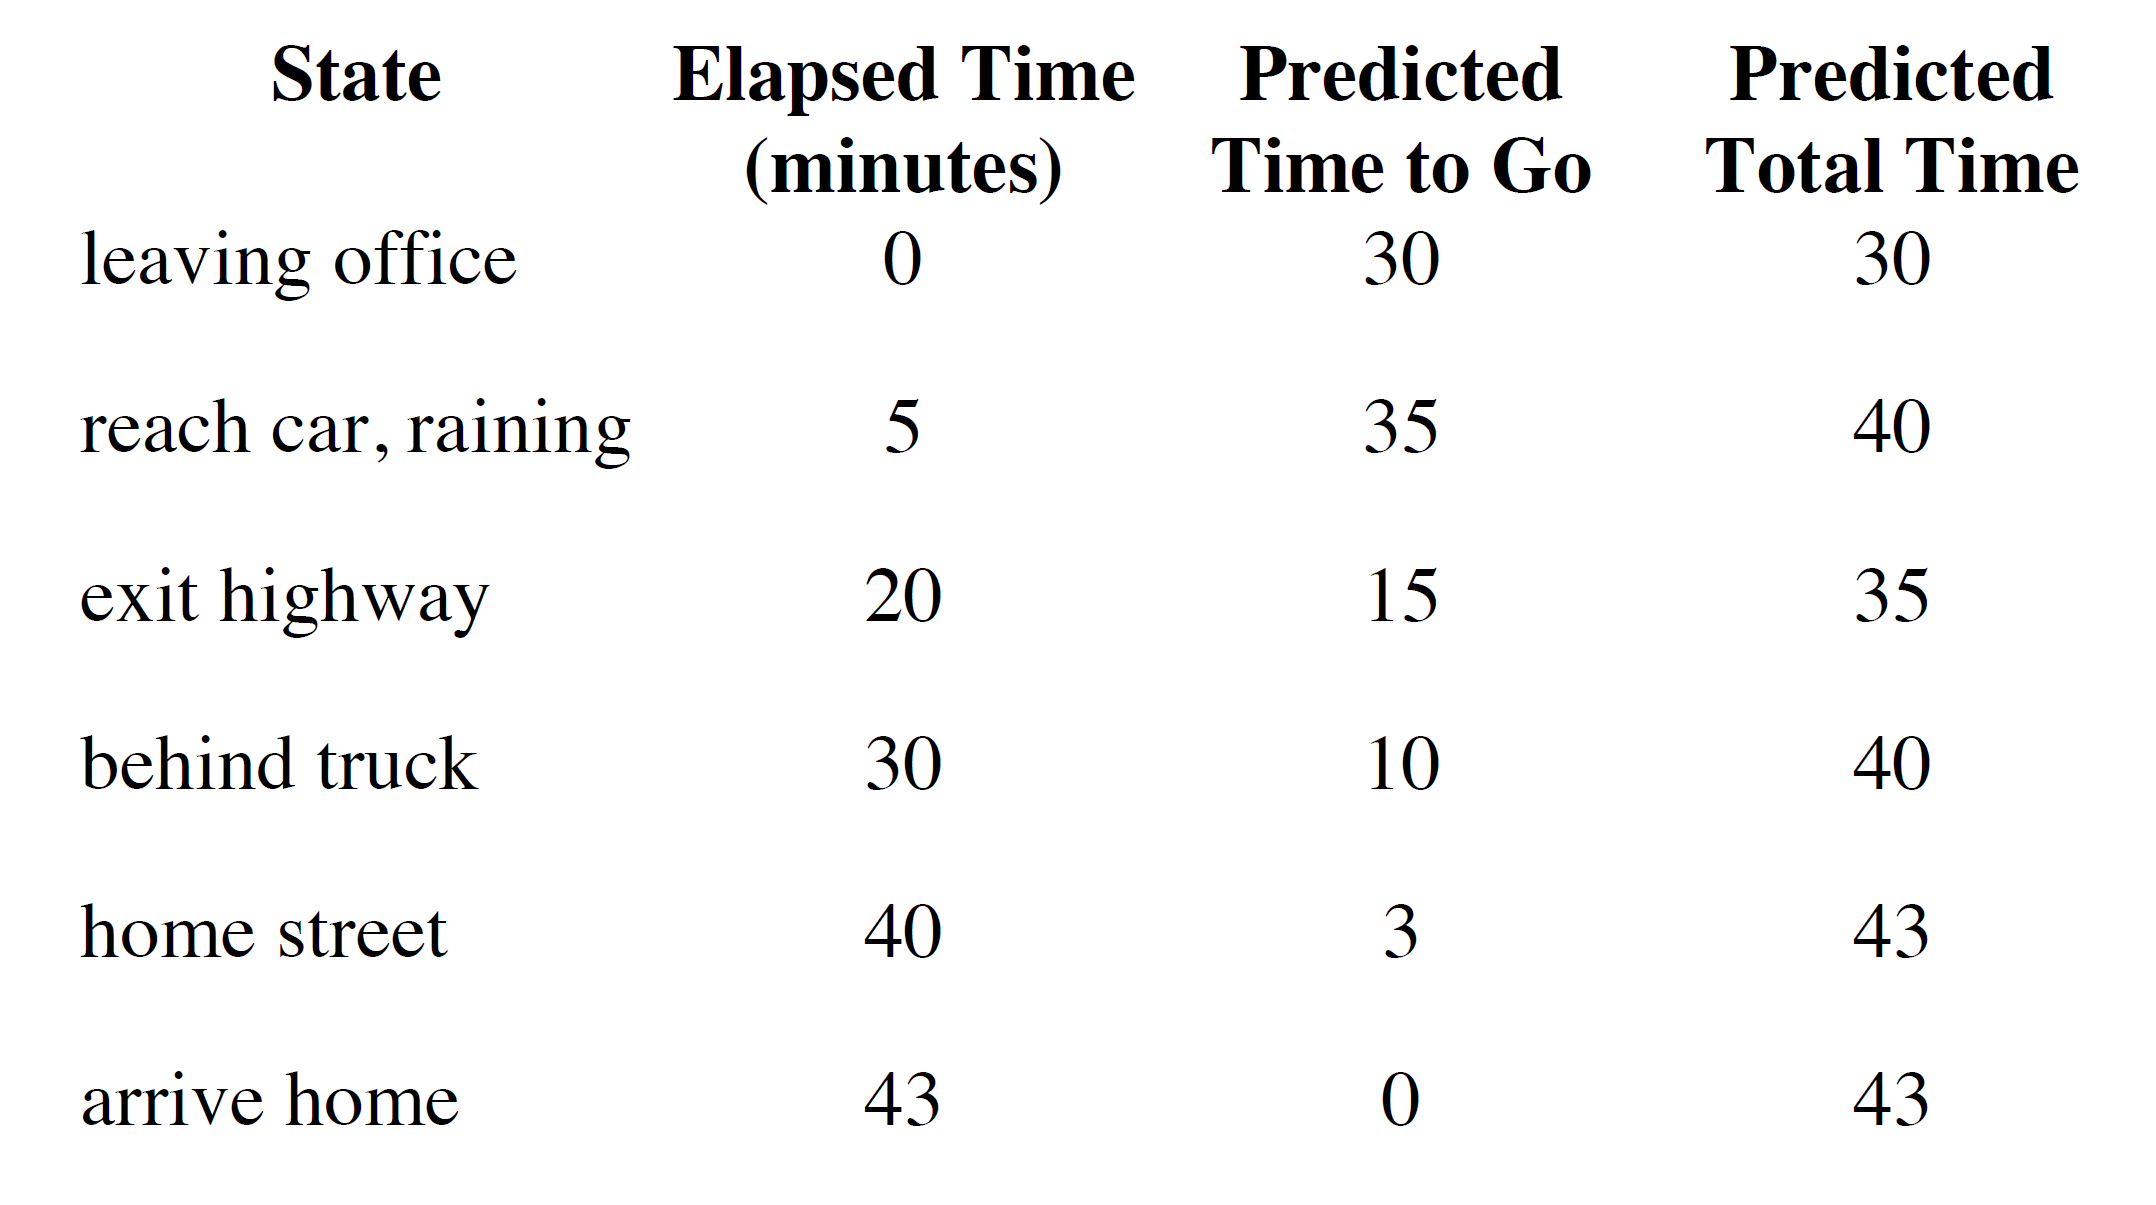 State Elapsed Time Predicted Predicted
(minutes) Time to Go Total Time
leaving office 0 30 30
reach car, raining 5 35 40
exit highway 20 15 35
behind truck 30 10 40
home street 40 3 43
arrive home 43 0 43